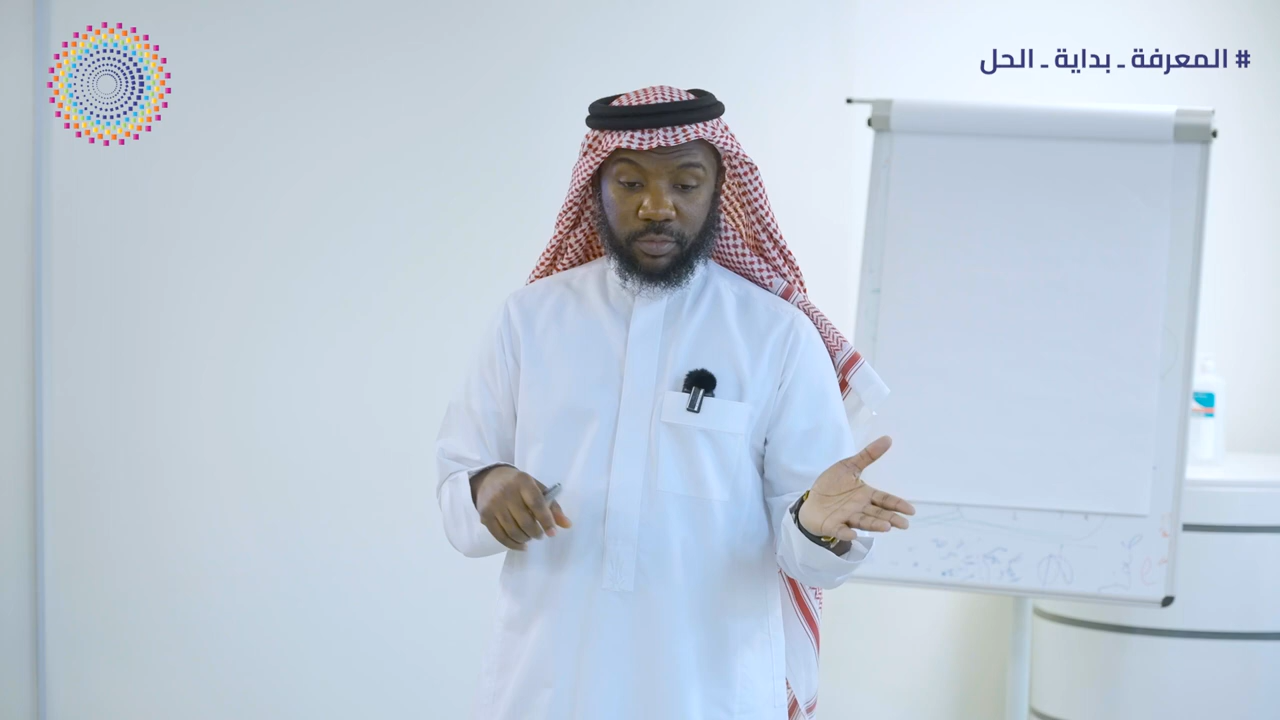 # المعرفة ـ بداية ـ الحل